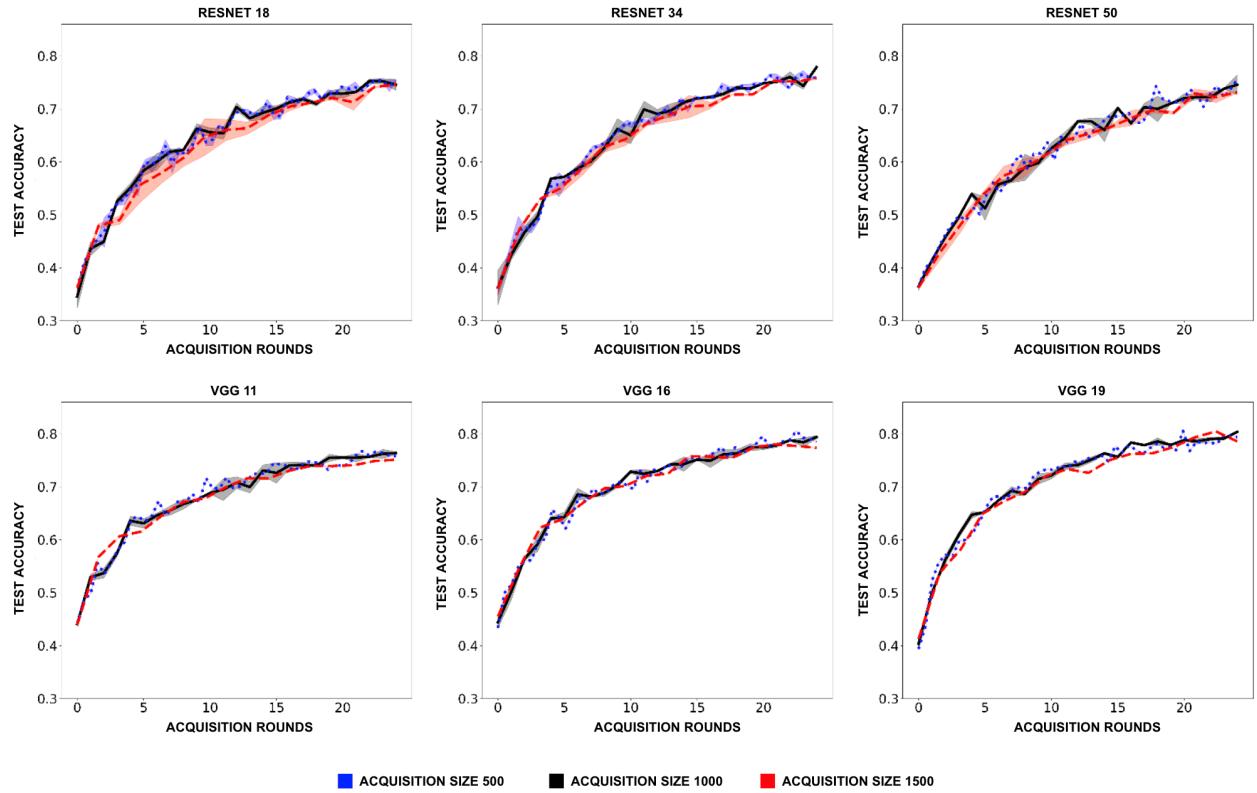 RESNET 18
RESNET 34
RESNET 50
0.8
0.7
0.6
0.5
0.4
0.3
TEST ACCURACY
0 5 10 15 20
ACQUISITION ROUNDS
0.8
0.7
0.6
0.5
0.4
0.3
TEST ACCURACY
0 5 10 15 20
ACQUISITION ROUNDS
0.8
0.7
0.6
0.5
0.4
0.3
TEST ACCURACY
0 5 10 15 20
ACQUISITION ROUNDS
VGG 11
VGG 16
VGG 19
0.8
0.7
0.6
0.5
0.4
0.3
TEST ACCURACY
0 5 10 15 20
ACQUISITION ROUNDS
0.8
0.7
0.6
0.5
0.4
0.3
TEST ACCURACY
0 5 10 15 20
ACQUISITION ROUNDS
0.8
0.7
0.6
0.5
0.4
0.3
TEST ACCURACY
0 5 10 15 20
ACQUISITION ROUNDS
ACQUISITION SIZE 500
ACQUISITION SIZE 1000
ACQUISITION SIZE 1500